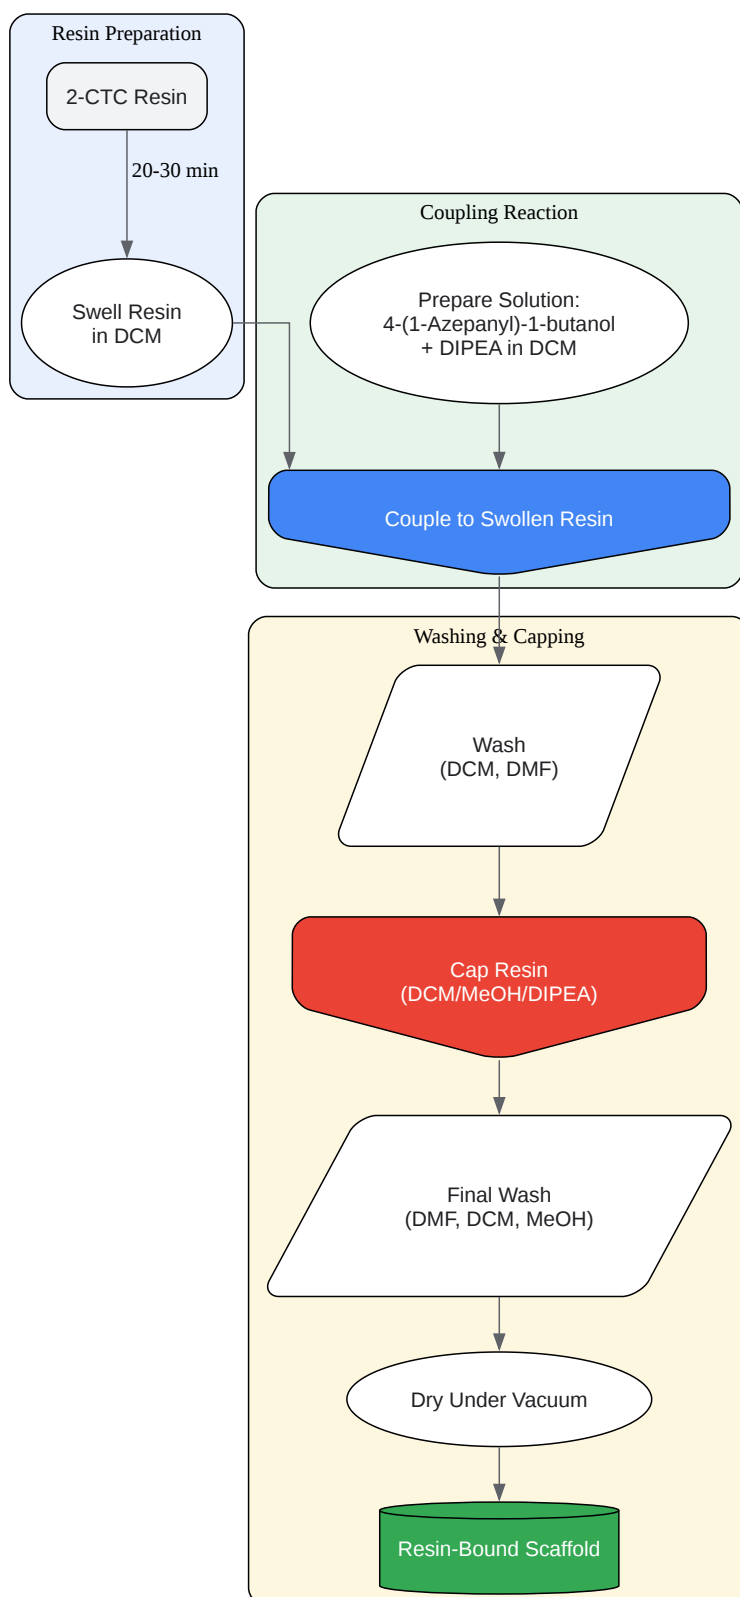 Resin Preparation
2-CTC Resin
20-30 min
Swell Resin
in DCM
Coupling Reaction
Prepare Solution:
4-(1-Azepanyl)-1-butanol
+ DIPEA in DCM
Couple to Swollen Resin
Washing & Capping
Wash
(DCM, DMF)
Cap Resin
(DCM/MeOH/DIPEA)
Final Wash
(DMF, DCM, MeOH)
Dry Under Vacuum
Resin-Bound Scaffold